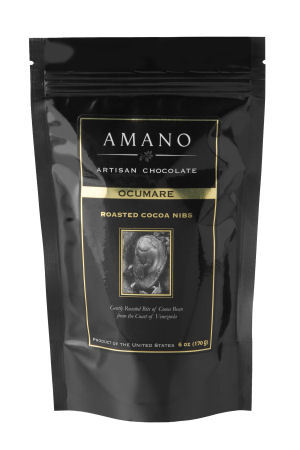 AMANO
ARTISAN CHOCOLATE
OCUMARE
ROASTED COCOA NIBS
Gently Roasted Bits of Cocoa Bean
from the Coast of Venezuela
PRODUCT OF THE UNITED STATES 6 OZ (170 g)